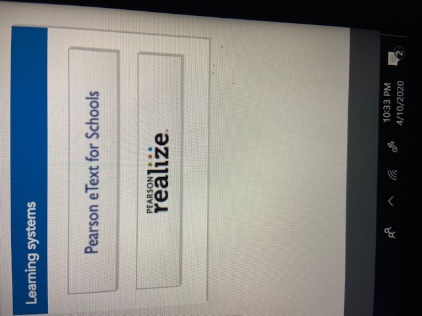 Learning systems
Pearson eText for Schools
PEARSON
realize
10:33 PM
4/10/2020
2